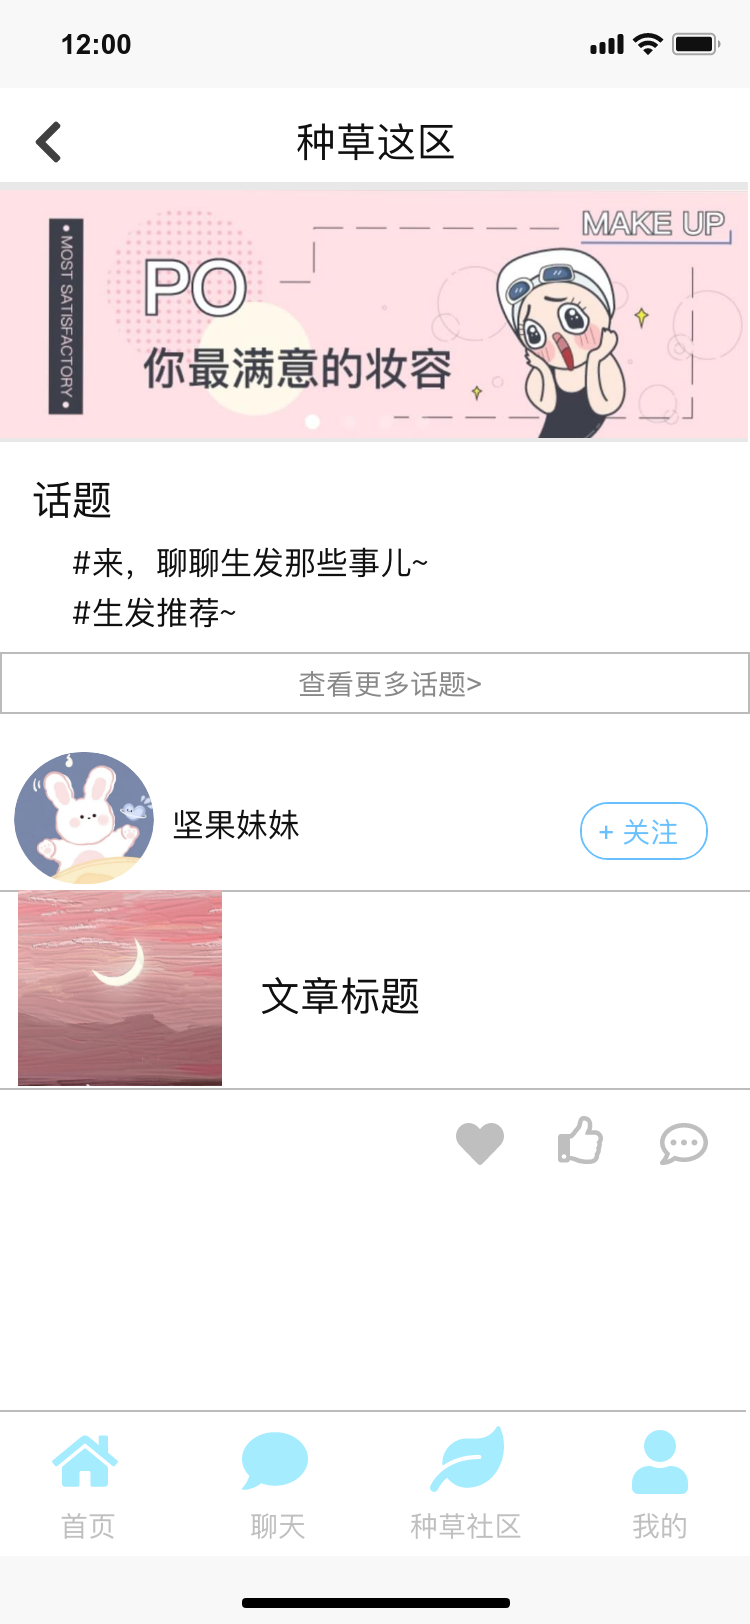 12:00
种草这区
MAKE UP
MOST SATISFACTORY
PO
你最满意的妆容
话题
#来，聊聊生发那些事儿~
#生发推荐~
查看更多话题>
坚果妹妹
+ 关注
文章标题
首页
聊天
种草社区
我的